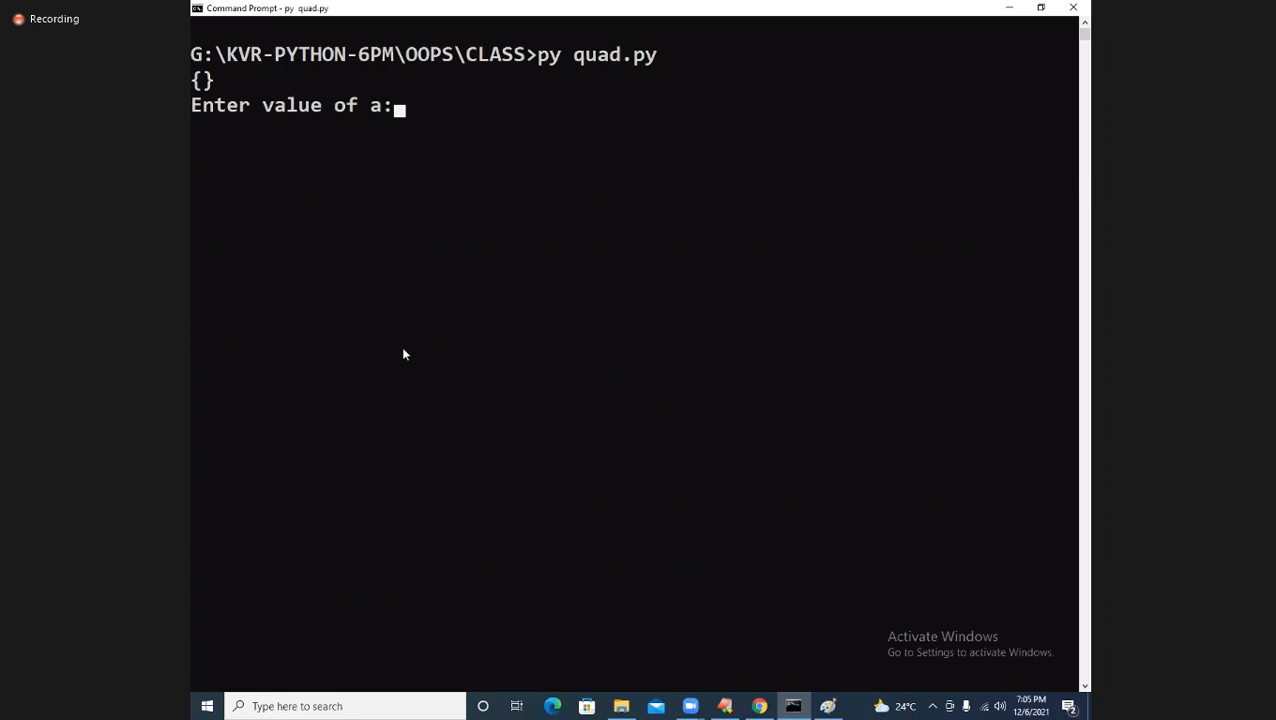 Recording
Command Prompt - py quad.py
G:\KVR-PYTHON-6PM\OOPS\CLASS>py quad.py
{}
Enter value of a:
Activate Windows
Go to Settings to activate Windows.
Type here to search
24°C
7:05 PM
12/6/2021
2